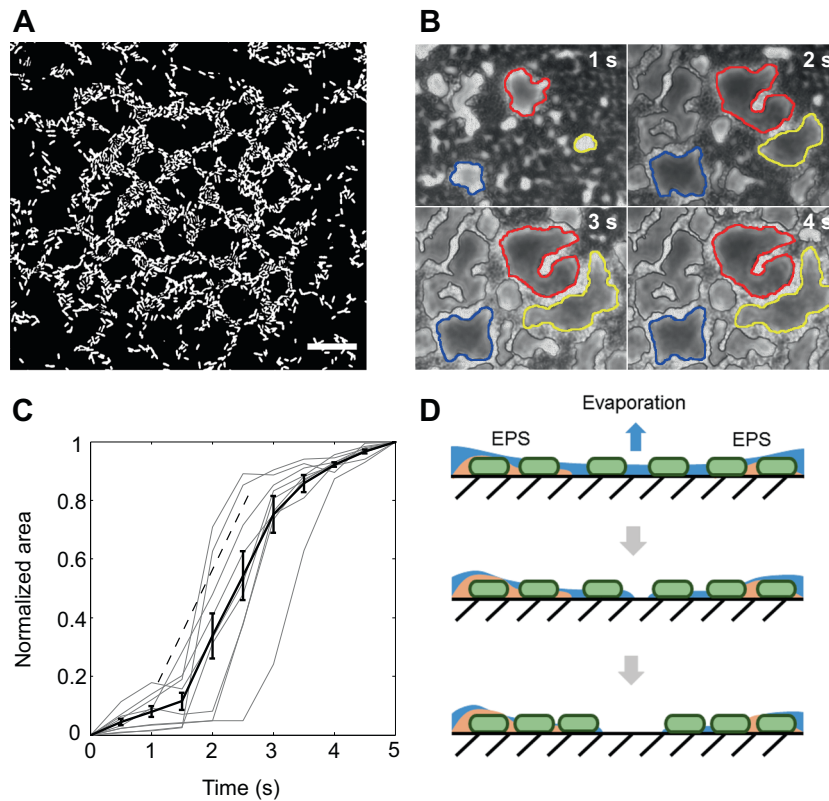 A
B
1 s
2 s
3 s
4 s
C
Normalized area
1
0.8
0.6
0.4
0.2
0
0 1 2 3 4 5
Time (s)
D
Evaporation
EPS EPS